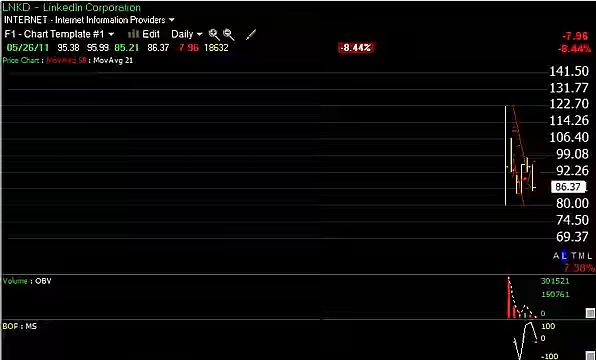 LNKD - LinkedIn Corporation
INTERNET - Internet Information Providers
F1 - Chart Template #1 Edit Daily
-7.96
-8.44%
05/26/11 95.38 95.99 85.21 86.37 -7.96 18632 -8.44%
Price Chart : MovAvg 50 : MovAvg 21
141.50
131.77
122.70
114.26
106.40
99.08
92.26
86.37
80.00
74.50
69.37
A L T M L
7.38%
Volume : OBV
301521
150761
0
BOP : MS
100
0
-100